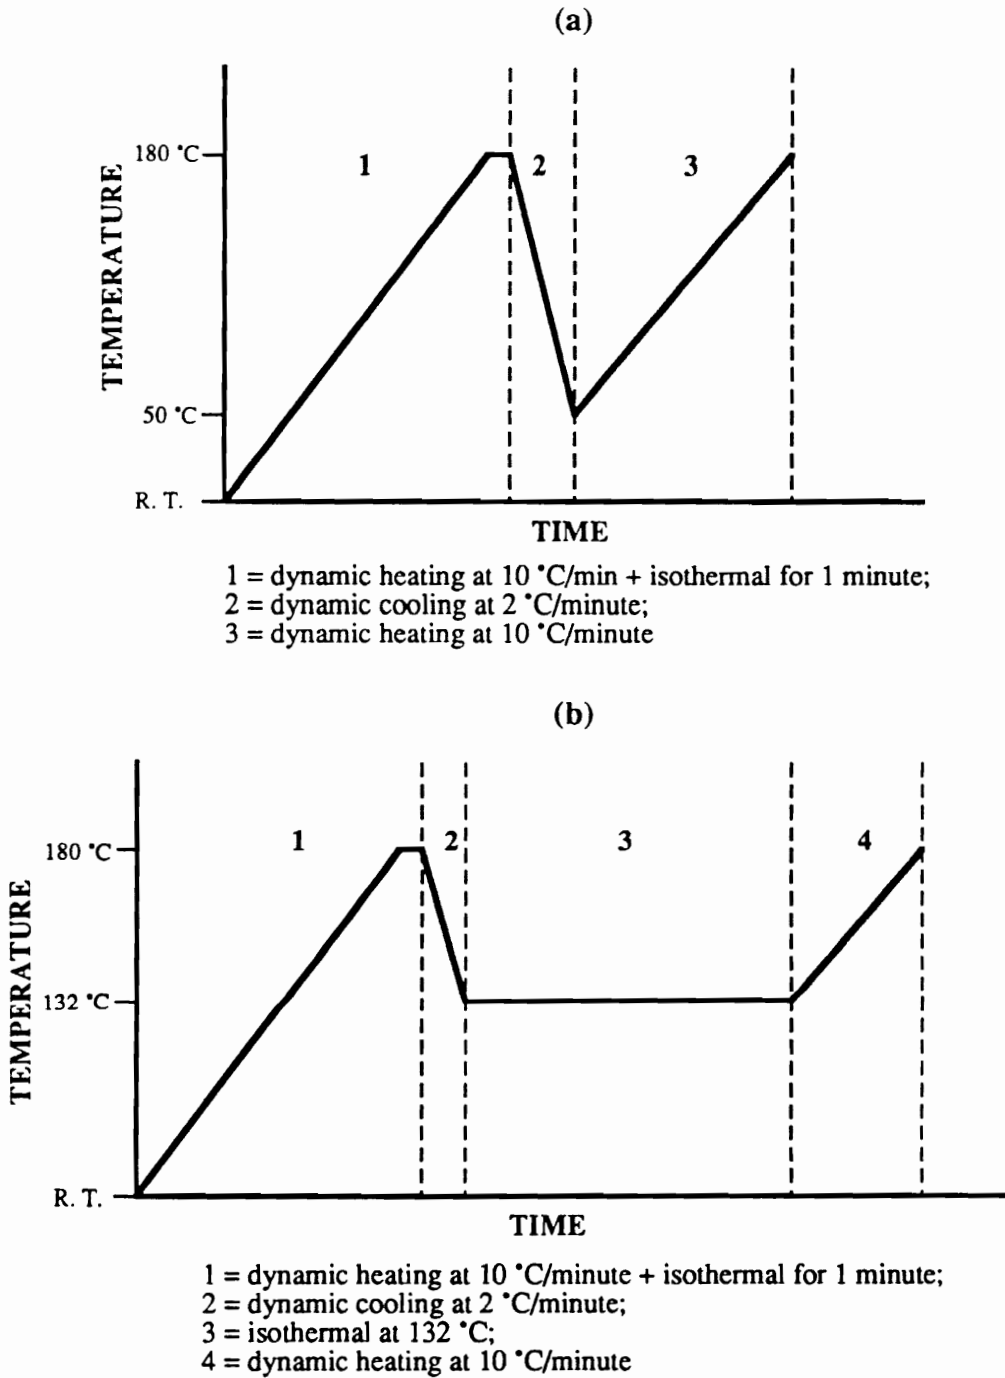 (a)
TEMPERATURE
180 °C
50 °C
R. T.
1
2
3
TIME
1 = dynamic heating at 10 °C/min + isothermal for 1 minute;
2 = dynamic cooling at 2 °C/minute;
3 = dynamic heating at 10 °C/minute
(b)
TEMPERATURE
180 °C
132 °C
R. T.
1
2
3
4
TIME
1 = dynamic heating at 10 °C/minute + isothermal for 1 minute;
2 = dynamic cooling at 2 °C/minute;
3 = isothermal at 132 °C;
4 = dynamic heating at 10 °C/minute